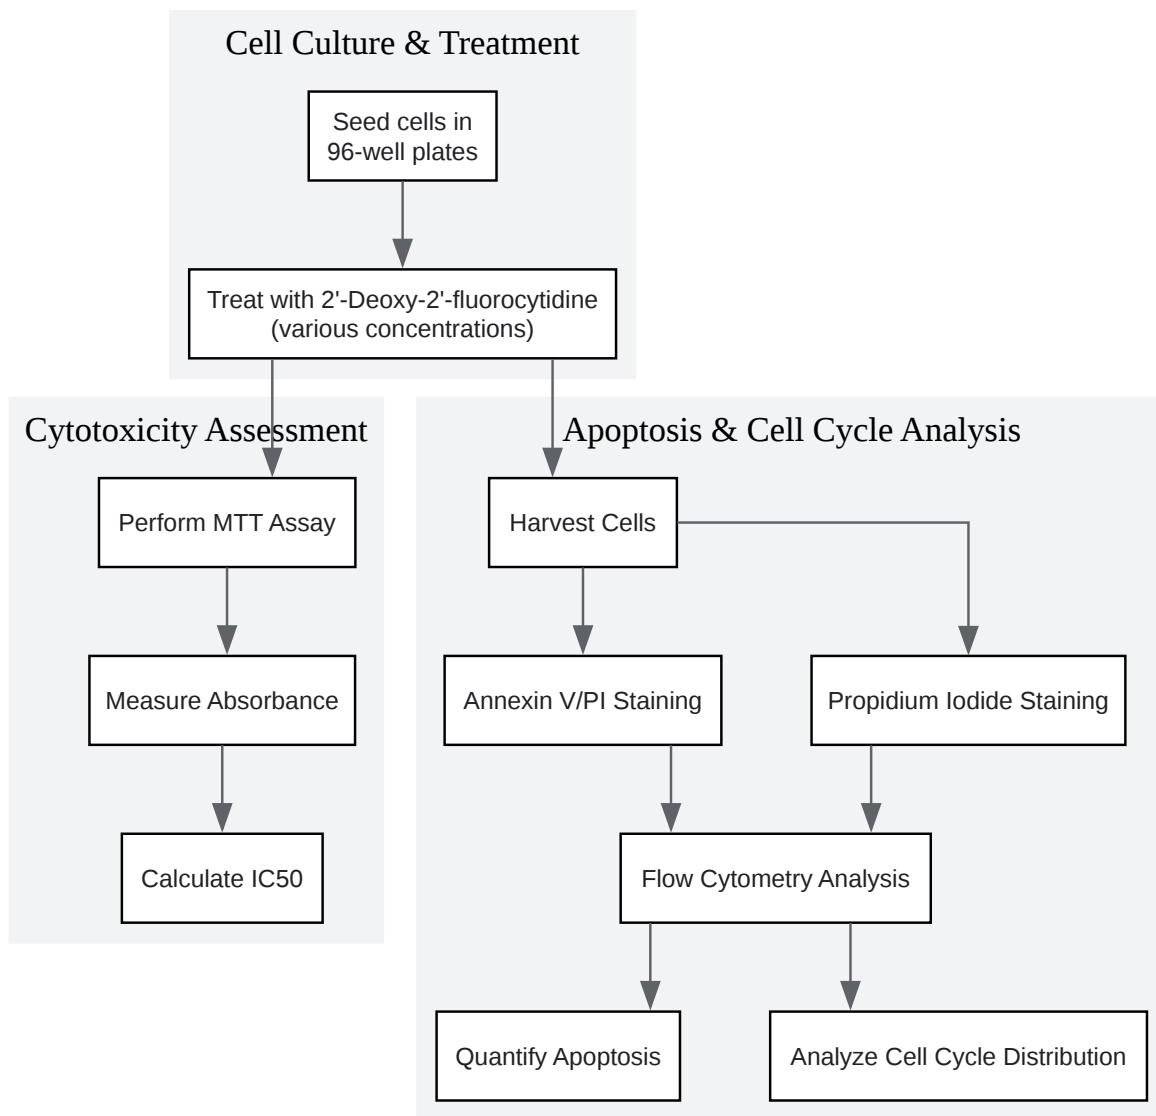 Cell Culture & Treatment
Seed cells in
96-well plates
Treat with 2'-Deoxy-2'-fluorocytidine
(various concentrations)
Cytotoxicity Assessment
Perform MTT Assay
Measure Absorbance
Calculate IC50
Apoptosis & Cell Cycle Analysis
Harvest Cells
Annexin V/PI Staining
Propidium Iodide Staining
Flow Cytometry Analysis
Quantify Apoptosis
Analyze Cell Cycle Distribution